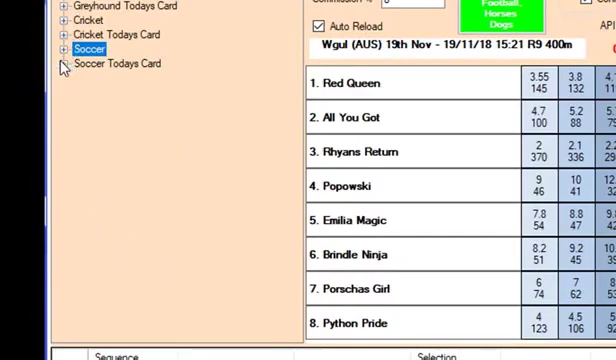 Greyhound Todays Card
Cricket
Cricket Todays Card
Soccer
Soccer Todays Card
Football,
Horses
Dogs
Auto Reload
API
Wgul (AUS) 19th Nov - 19/11/18 15:21 R9 400m
1. Red Queen 3.55 3.8
145 132
2. All You Got 4.7 5.2
100 88
3. Rhyans Return 2 2.1
370 336
4. Popowski 9 10
46 41
5. Emilia Magic 7.8 8.8
54 47
6. Brindle Ninja 8.2 9.2
51 45
7. Porschas Girl 6 7
74 62
8. Python Pride 4 4.5
123 106
Sequence Selection